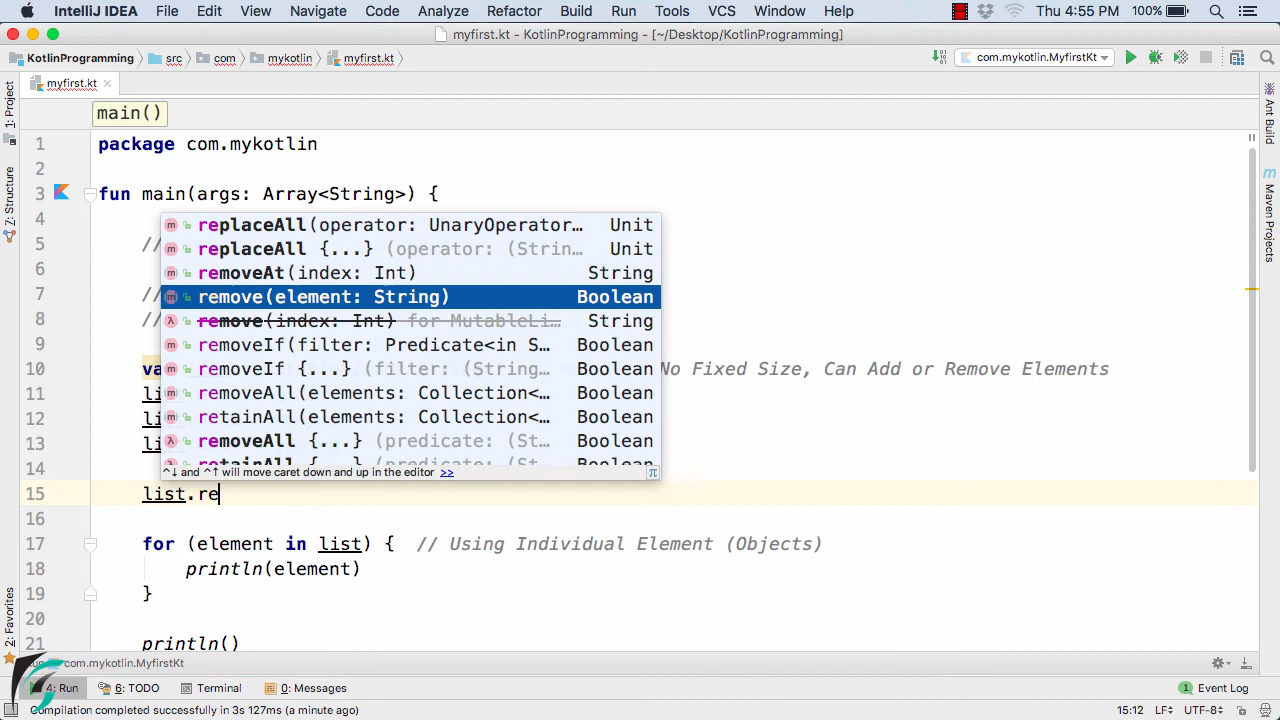 IntelliJ IDEA File Edit View Navigate Code Analyze Refactor Build Run Tools VCS Window Help Thu 4:55 PM 100%
myfirst.kt - KotlinProgramming - [~/Desktop/KotlinProgramming]
KotlinProgramming src com mykotlin myfirst.kt com.mykotlin.MyfirstKt
myfirst.kt
main()
1 package com.mykotlin
2
3 fun main(args: Array<String>) {
4
replaceAll(operator: UnaryOperator… Unit
5 //
replaceAll {...} (operator: (Strin… Unit
6
removeAt(index: Int) String
7 //
remove(element: String) Boolean
8 //
remove(index: Int) for MutableLi… String
9
removeIf(filter: Predicate<in S… Boolean
10 va No Fixed Size, Can Add or Remove Elements
removeIf {...} (filter: (String… Boolean
11 li
removeAll(elements: Collection<… Boolean
12 li
retainAll(elements: Collection<… Boolean
13 li
removeAll {...} (predicate: (St… Boolean
14
retainAll {...} (predicate: (St… Boolean
^↓ and ^↑ will move caret down and up in the editor >> π
15 list.re
16
17 for (element in list) { // Using Individual Element (Objects)
18 println(element)
19 }
20
21 println()
com.mykotlin.MyfirstKt
4: Run 6: TODO Terminal 0: Messages 1 Event Log
Compilation completed successfully in 3s 127ms (a minute ago) 15:12 LF÷ UTF-8÷
1: Project
7: Structure
2: Favorites
Ant Build
m Maven Projects